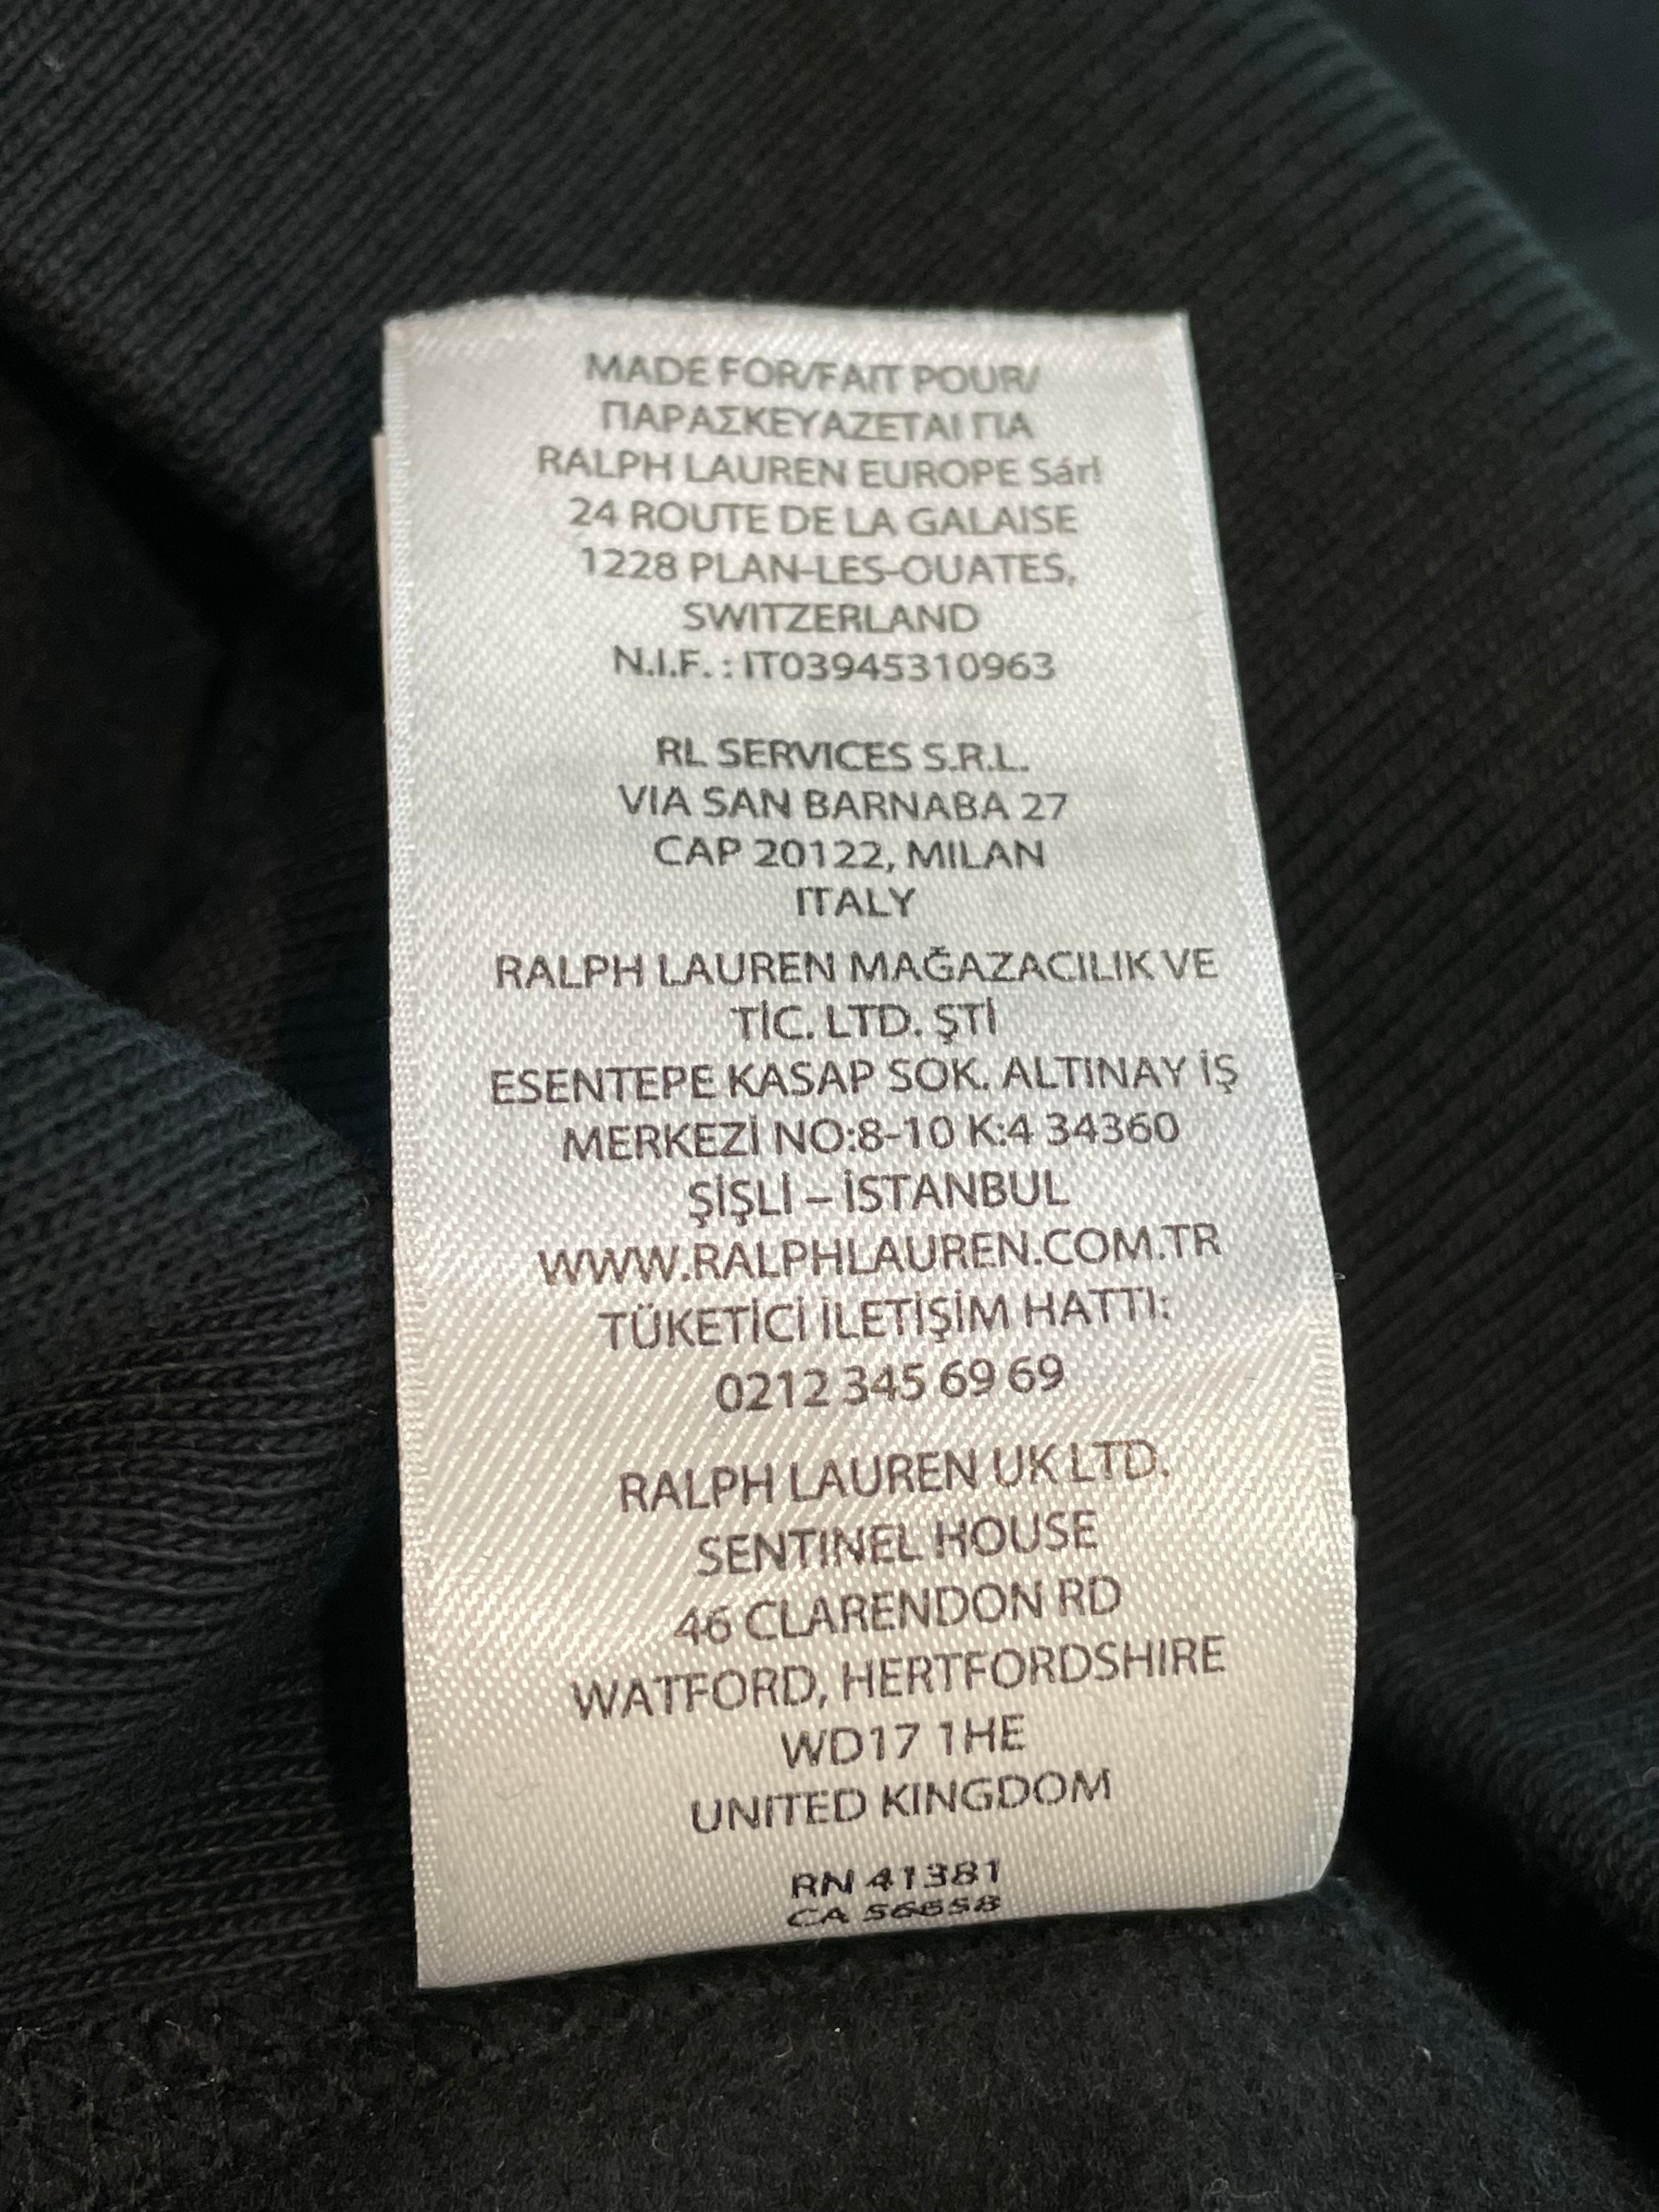 MADE FOR/FAIT POUR/
ΠΑΡΑΣΚΕΥΑΖΕΤΑΙ ΓΙΑ
RALPH LAUREN EUROPE Sárl
24 ROUTE DE LA GALAISE
1228 PLAN-LES-OUATES,
SWITZERLAND
N.I.F. : IT03945310963
RL SERVICES S.R.L.
VIA SAN BARNABA 27
CAP 20122, MILAN
ITALY
RALPH LAUREN MAĞAZACILIK VE
TİC. LTD. ŞTİ
ESENTEPE KASAP SOK. ALTINAY İŞ
MERKEZİ NO:8-10 K:4 34360
ŞİŞLİ – İSTANBUL
WWW.RALPHLAUREN.COM.TR
TÜKETİCİ İLETİŞİM HATTI:
0212 345 69 69
RALPH LAUREN UK LTD.
SENTINEL HOUSE
46 CLARENDON RD
WATFORD, HERTFORDSHIRE
WD17 1HE
UNITED KINGDOM
RN 41381
CA 56658